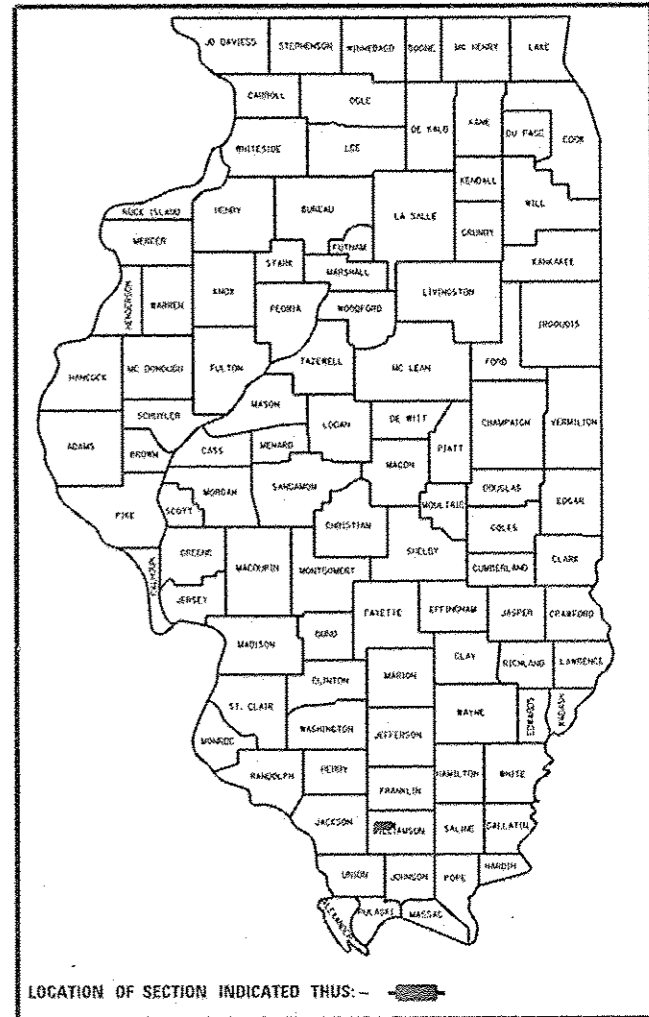 JO DAVIESS STEPHENSON WINNEBAGO BOONE MC HENRY LAKE
CARROLL OGLE DE KALB KANE DU PAGE COOK
WHITESIDE LEE
KENDALL
ROCK ISLAND HENRY BUREAU LA SALLE GRUNDY WILL
MERCER PUTNAM
STARK MARSHALL KANKAKEE
HENDERSON WARREN KNOX PEORIA WOODFORD LIVINGSTON IROQUOIS
HANCOCK MC DONOUGH FULTON TAZEWELL MC LEAN FORD
MASON
SCHUYLER LOGAN DE WITT CHAMPAIGN VERMILION
ADAMS BROWN CASS MENARD MACON PIATT
PIKE SCOTT MORGAN SANGAMON CHRISTIAN MOULTRIE DOUGLAS EDGAR
COLES
CALHOUN GREENE MACOUPIN MONTGOMERY SHELBY CUMBERLAND CLARK
JERSEY
FAYETTE EFFINGHAM JASPER CRAWFORD
MADISON BOND
CLAY RICHLAND LAWRENCE
CLINTON MARION
ST. CLAIR WASHINGTON WAYNE EDWARDS WABASH
MONROE JEFFERSON
RANDOLPH PERRY HAMILTON WHITE
FRANKLIN
JACKSON WILLIAMSON SALINE GALLATIN
UNION JOHNSON POPE HARDIN
ALEXANDER PULASKI MASSAC
LOCATION OF SECTION INDICATED THUS:-